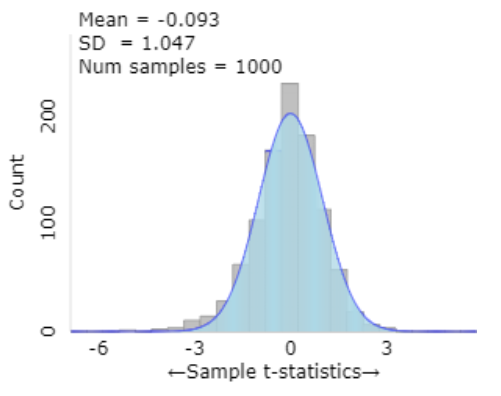 Mean = -0.093
SD  = 1.047
Num samples = 1000
Count
200
100
0
-6 -3 0 3
←Sample t-statistics→